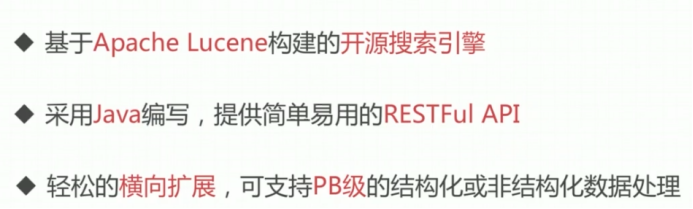 ◆ 基于Apache Lucene构建的开源搜索引擎
◆ 采用Java编写，提供简单易用的RESTFul API
◆ 轻松的横向扩展，可支持PB级的结构化或非结构化数据处理